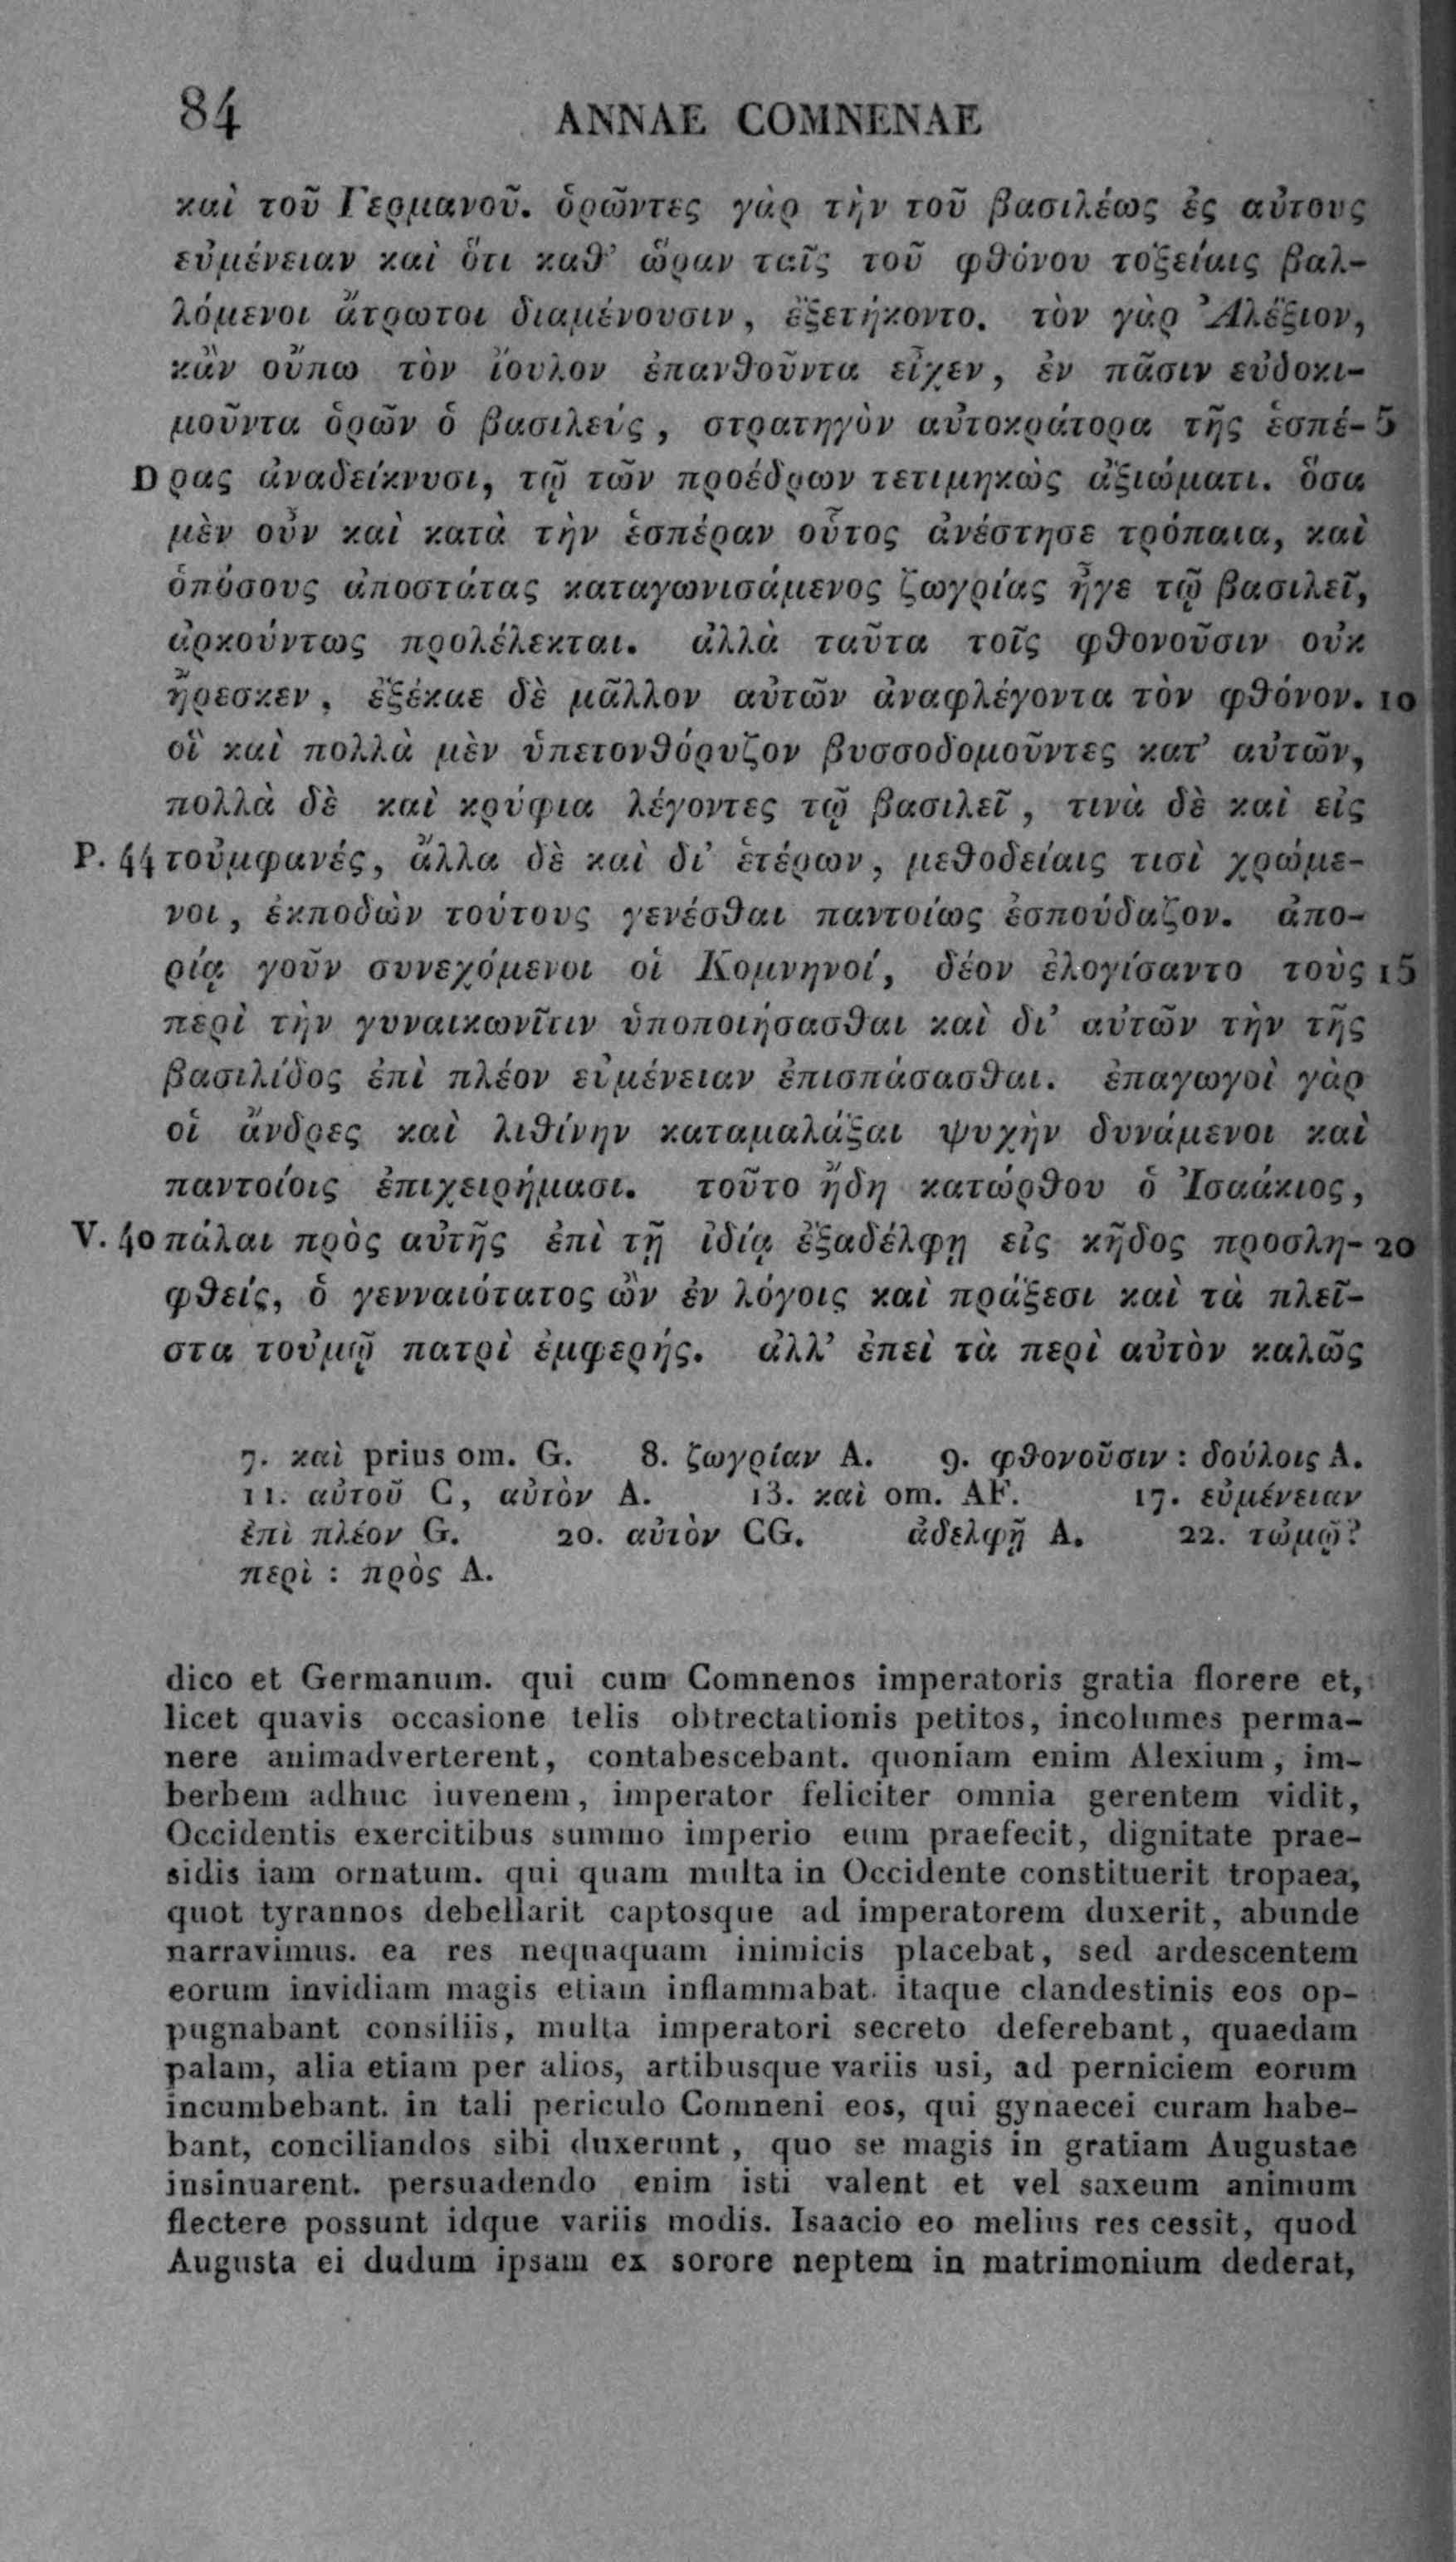 84 ANNAE COMNENAE
καὶ τοῦ Γερμανοῦ. ὁρῶντες γὰρ τὴν τοῦ βασιλέως ἐς αὐτοὺς
εὐμένειαν καὶ ὅτι καθ’ ὥραν ταῖς τοῦ φθόνου τοξείαις βαλ-
λόμενοι ἄτρωτοι διαμένουσιν, ἐξετήκοντο. τὸν γὰρ Ἀλέξιον,
κἂν οὔπω τὸν ἴουλον ἐπανθοῦντα εἶχεν, ἐν πᾶσιν εὐδοκι-
μοῦντα ὁρῶν ὁ βασιλεύς, στρατηγὸν αὐτοκράτορα τῆς ἑσπέ- 5
D ρας ἀναδείκνυσι, τῷ τῶν προέδρων τετιμηκὼς ἀξιώματι. ὅσα
μὲν οὖν καὶ κατὰ τὴν ἑσπέραν οὗτος ἀνέστησε τρόπαια, καὶ
ὁπόσους ἀποστάτας καταγωνισάμενος ζωγρίας ἦγε τῷ βασιλεῖ,
ἀρκούντως προλέλεκται. ἀλλὰ ταῦτα τοῖς φθονοῦσιν οὐκ
ἤρεσκεν, ἐξέκαε δὲ μᾶλλον αὐτῶν ἀναφλέγοντα τὸν φθόνον. 10
οἳ καὶ πολλὰ μὲν ὑπετονθόρυζον βυσσοδομοῦντες κατ’ αὐτῶν,
πολλὰ δὲ καὶ κρύφια λέγοντες τῷ βασιλεῖ, τινὰ δὲ καὶ εἰς
P. 44 τοὐμφανές, ἄλλα δὲ καὶ δι’ ἑτέρων, μεθοδείαις τισὶ χρώμε-
νοι, ἐκποδὼν τούτους γενέσθαι παντοίως ἐσπούδαζον. ἀπο-
ρίᾳ γοῦν συνεχόμενοι οἱ Κομνηνοί, δέον ἐλογίσαντο τοὺς 15
περὶ τὴν γυναικωνῖτιν ὑποποιήσασθαι καὶ δι’ αὐτῶν τὴν τῆς
βασιλίδος ἐπὶ πλέον εὐμένειαν ἐπισπάσασθαι. ἐπαγωγοὶ γὰρ
οἱ ἄνδρες καὶ λιθίνην καταμαλάξαι ψυχὴν δυνάμενοι καὶ
παντοίοις ἐπιχειρήμασι. τοῦτο ἤδη κατώρθου ὁ Ἰσαάκιος,
V. 40 πάλαι πρὸς αὐτῆς ἐπὶ τῇ ἰδίᾳ ἐξαδέλφῃ εἰς κῆδος προσλη- 20
φθείς, ὁ γενναιότατος ὢν ἐν λόγοις καὶ πράξεσι καὶ τὰ πλεῖ-
στα τοὐμῷ πατρὶ ἐμφερής. ἀλλ’ ἐπεὶ τὰ περὶ αὐτὸν καλῶς
7. καὶ prius om. G. 8. ζωγρίαν A. 9. φθονοῦσιν : δούλοις A.
11. αὐτοῦ C, αὐτὸν A. 13. καὶ om. AF. 17. εὐμένειαν
ἐπὶ πλέον G. 20. αὐτὸν CG. ἀδελφῇ A. 22. τὠμῷ?
περὶ : πρὸς A.
dico et Germanum. qui cum Comnenos imperatoris gratia florere et,
licet quavis occasione telis obtrectationis petitos, incolumes perma-
nere animadverterent, contabescebant. quoniam enim Alexium, im-
berbem adhuc iuvenem, imperator feliciter omnia gerentem vidit,
Occidentis exercitibus summo imperio eum praefecit, dignitate prae-
sidis iam ornatum. qui quam multa in Occidente constituerit tropaea,
quot tyrannos debellarit captosque ad imperatorem duxerit, abunde
narravimus. ea res nequaquam inimicis placebat, sed ardescentem
eorum invidiam magis etiam inflammabat. itaque clandestinis eos op-
pugnabant consiliis, multa imperatori secreto deferebant, quaedam
palam, alia etiam per alios, artibusque variis usi, ad perniciem eorum
incumbebant. in tali periculo Comneni eos, qui gynaecei curam habe-
bant, conciliandos sibi duxerunt, quo se magis in gratiam Augustae
insinuarent. persuadendo enim isti valent et vel saxeum animum
flectere possunt idque variis modis. Isaacio eo melius res cessit, quod
Augusta ei dudum ipsam ex sorore neptem in matrimonium dederat,